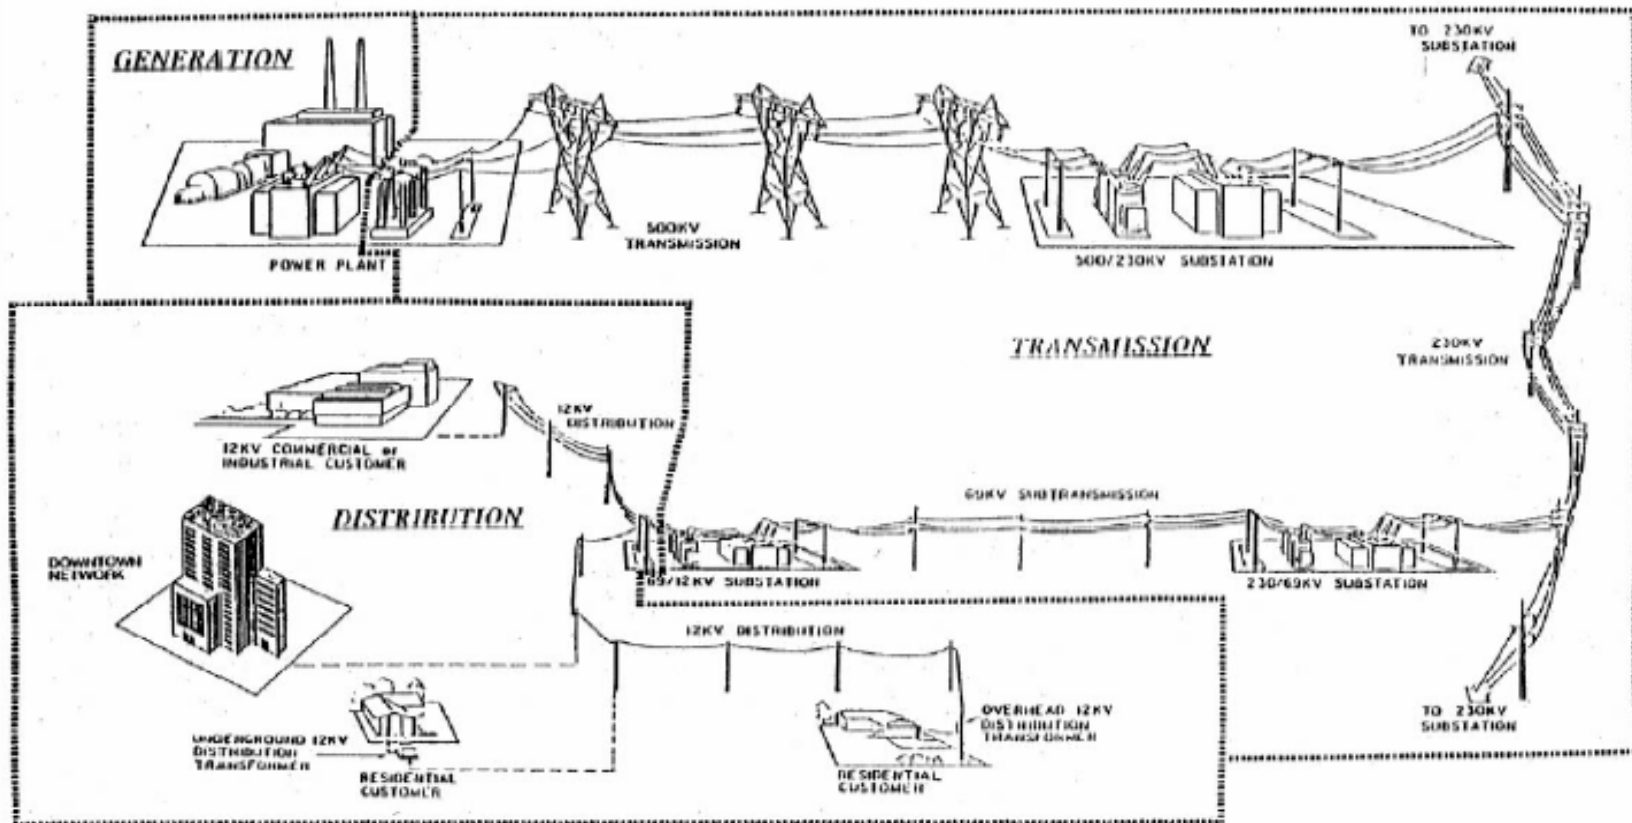 GENERATION
POWER PLANT
500KV
TRANSMISSION
500/230KV SUBSTATION
TO 230KV
SUBSTATION
TRANSMISSION
230KV
TRANSMISSION
12KV
DISTRIBUTION
12KV COMMERCIAL or
INDUSTRIAL CUSTOMER
DISTRIBUTION
DOWNTOWN
NETWORK
69KV SUBTRANSMISSION
69/12KV SUBSTATION
230/69KV SUBSTATION
12KV DISTRIBUTION
UNDERGROUND 12KV
DISTRIBUTION
TRANSFORMER
RESIDENTIAL
CUSTOMER
OVERHEAD 12KV
DISTRIBUTION
TRANSFORMER
RESIDENTIAL
CUSTOMER
TO 230KV
SUBSTATION